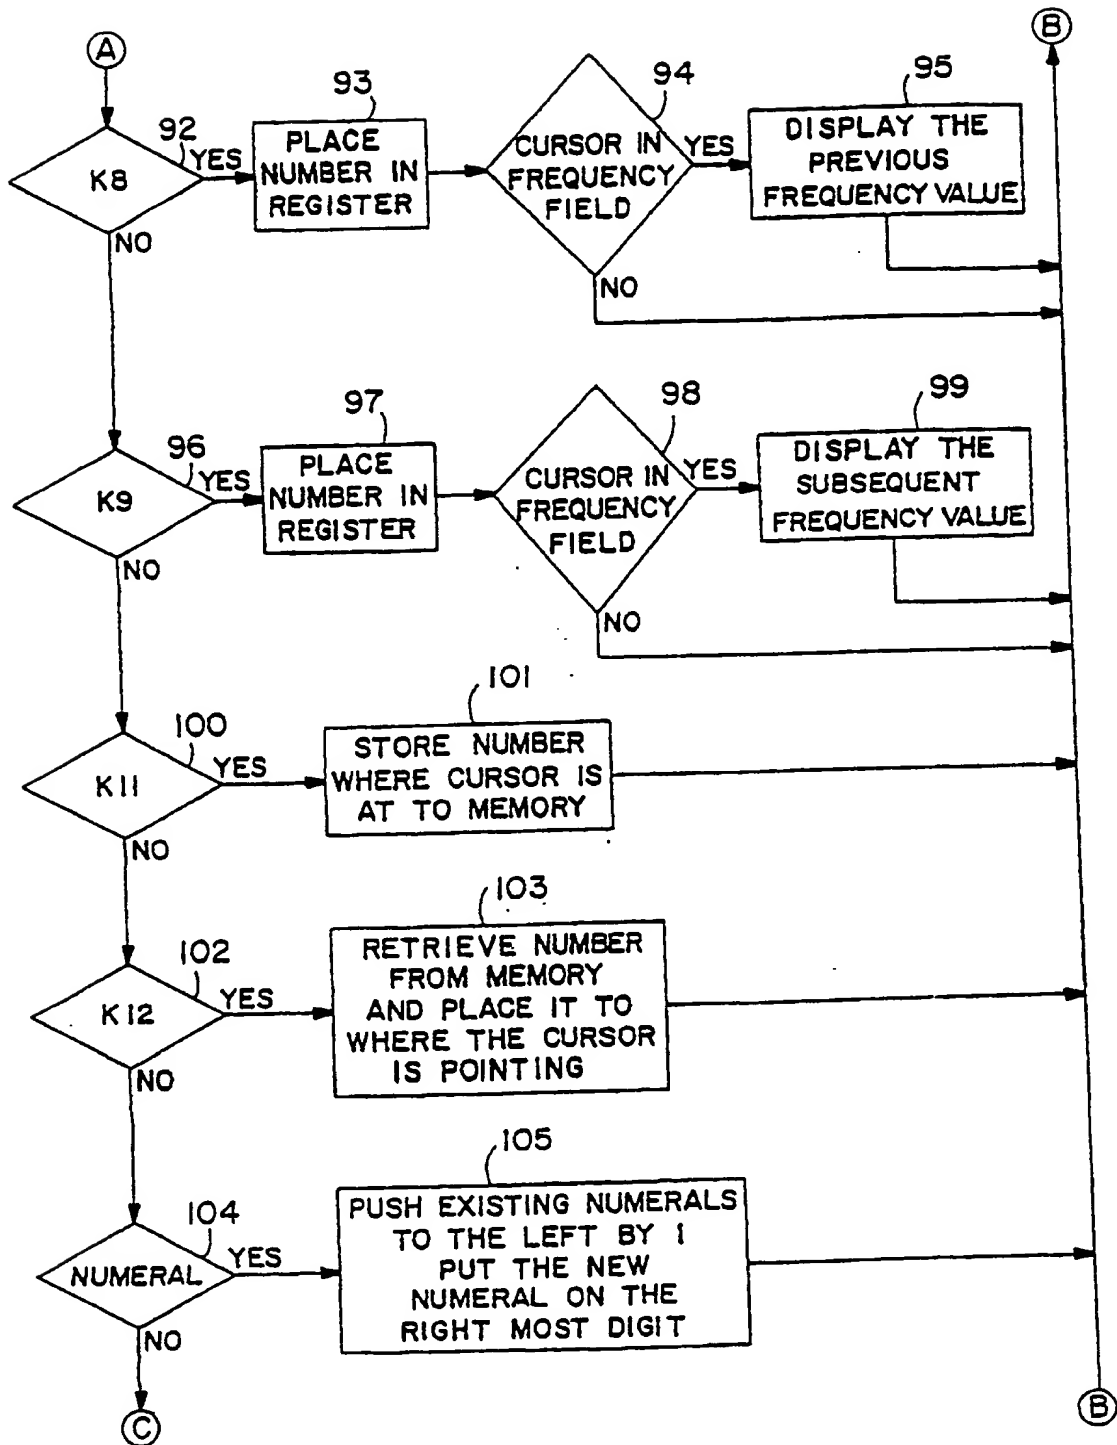 A
B
92
K8
YES
NO
93
PLACE
NUMBER IN
REGISTER
94
CURSOR IN
FREQUENCY
FIELD
YES
NO
95
DISPLAY THE
PREVIOUS
FREQUENCY VALUE
96
K9
YES
NO
97
PLACE
NUMBER IN
REGISTER
98
CURSOR IN
FREQUENCY
FIELD
YES
NO
99
DISPLAY THE
SUBSEQUENT
FREQUENCY VALUE
100
K11
YES
NO
101
STORE NUMBER
WHERE CURSOR IS
AT TO MEMORY
102
K12
YES
NO
103
RETRIEVE NUMBER
FROM MEMORY
AND PLACE IT TO
WHERE THE CURSOR
IS POINTING
104
NUMERAL
YES
NO
105
PUSH EXISTING NUMERALS
TO THE LEFT BY 1
PUT THE NEW
NUMERAL ON THE
RIGHT MOST DIGIT
C
B